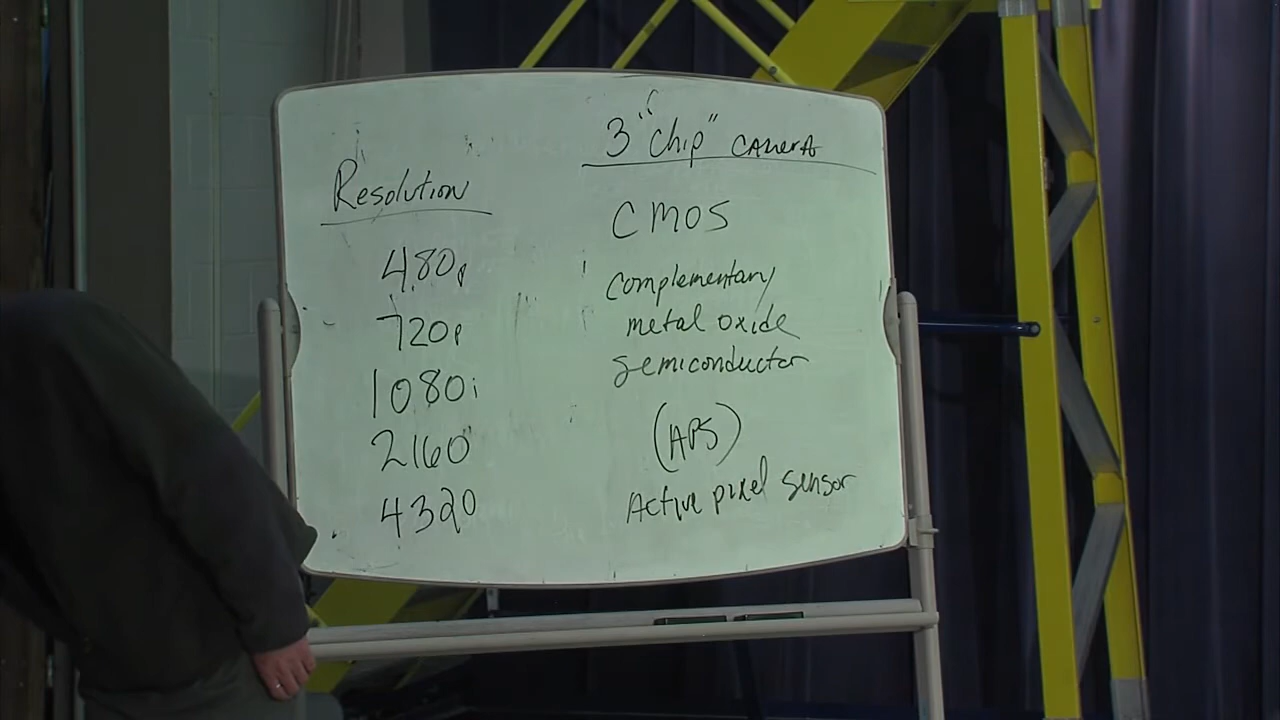 Resolution
480p
720p
1080i
2160
4320
3 "Chip" CAMERA
CMOS
Complementary
metal oxide
semiconductor
(APS)
Active pixel sensor